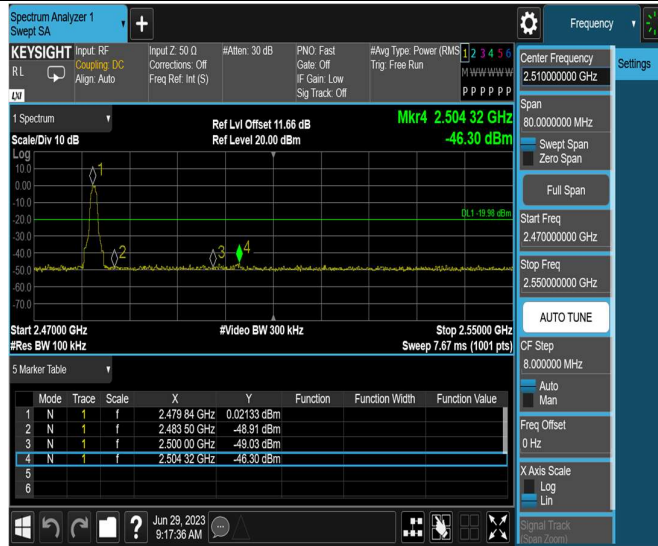 Spectrum Analyzer 1
Swept SA
+
Frequency
KEYSIGHT
Input: RF
Coupling: DC
Align: Auto
Input Z: 50 Ω
Corrections: Off
Freq Ref: Int (S)
#Atten: 30 dB
PNO: Fast
Gate: Off
IF Gain: Low
Sig Track: Off
#Avg Type: Power (RMS
Trig: Free Run
1 2 3 4 5 6
M W W W W W
P P P P P P
R L
LXI
1 Spectrum
Scale/Div 10 dB
Ref Lvl Offset 11.66 dB
Ref Level 20.00 dBm
Mkr4 2.504 32 GHz
-46.30 dBm
Log
10.0
0.00
-10.0
-20.0
-30.0
-40.0
-50.0
-60.0
-70.0
1
2
3
4
DL1 -19.98 dBm
Start 2.47000 GHz
#Res BW 100 kHz
#Video BW 300 kHz
Stop 2.55000 GHz
Sweep 7.67 ms (1001 pts)
5 Marker Table
Mode Trace Scale X Y Function Function Width Function Value
1 N 1 f 2.479 84 GHz 0.02133 dBm
2 N 1 f 2.483 50 GHz -48.91 dBm
3 N 1 f 2.500 00 GHz -49.03 dBm
4 N 1 f 2.504 32 GHz -46.30 dBm
5
6
Jun 29, 2023
9:17:36 AM
Center Frequency
2.510000000 GHz
Settings
Span
80.0000000 MHz
Swept Span
Zero Span
Full Span
Start Freq
2.470000000 GHz
Stop Freq
2.550000000 GHz
AUTO TUNE
CF Step
8.000000 MHz
Auto
Man
Freq Offset
0 Hz
X Axis Scale
Log
Lin
Signal Track
(Span Zoom)